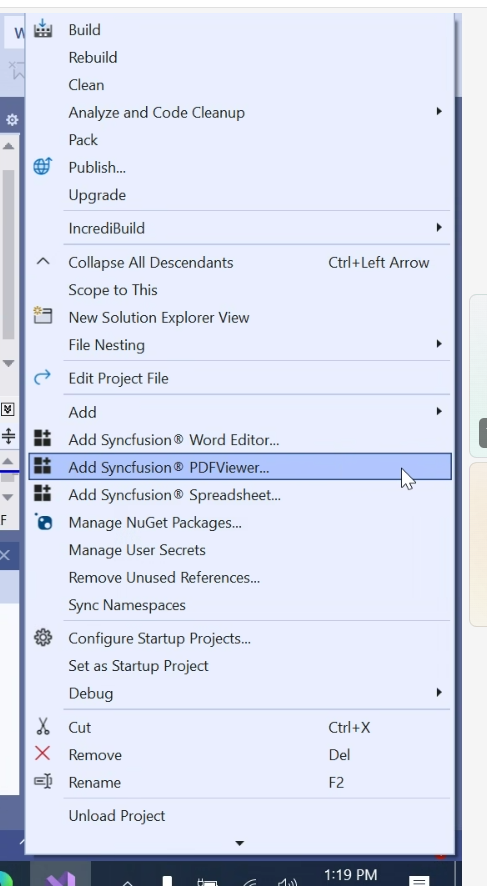 W
Build
Rebuild
Clean
Analyze and Code Cleanup
Pack
Publish...
Upgrade
IncrediBuild
Collapse All Descendants Ctrl+Left Arrow
Scope to This
New Solution Explorer View
File Nesting
Edit Project File
Add
Add Syncfusion® Word Editor...
Add Syncfusion® PDFViewer...
Add Syncfusion® Spreadsheet...
Manage NuGet Packages...
F
Manage User Secrets
Remove Unused References...
Sync Namespaces
Configure Startup Projects...
Set as Startup Project
Debug
Cut Ctrl+X
Remove Del
Rename F2
Unload Project
1:19 PM